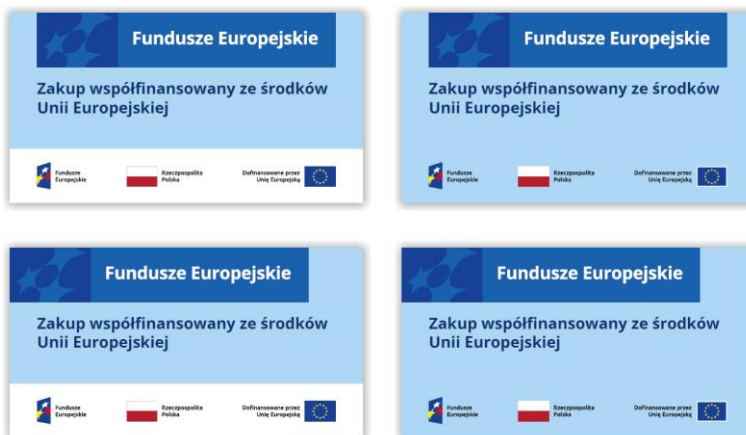 Fundusze Europejskie
Zakup współfinansowany ze środków
Unii Europejskiej
Fundusze
Europejskie
Rzeczpospolita
Polska
Dofinansowane przez
Unię Europejską
Fundusze Europejskie
Zakup współfinansowany ze środków
Unii Europejskiej
Fundusze
Europejskie
Rzeczpospolita
Polska
Dofinansowane przez
Unię Europejską
Fundusze Europejskie
Zakup współfinansowany ze środków
Unii Europejskiej
Fundusze
Europejskie
Rzeczpospolita
Polska
Dofinansowane przez
Unię Europejską
Fundusze Europejskie
Zakup współfinansowany ze środków
Unii Europejskiej
Fundusze
Europejskie
Rzeczpospolita
Polska
Dofinansowane przez
Unię Europejską